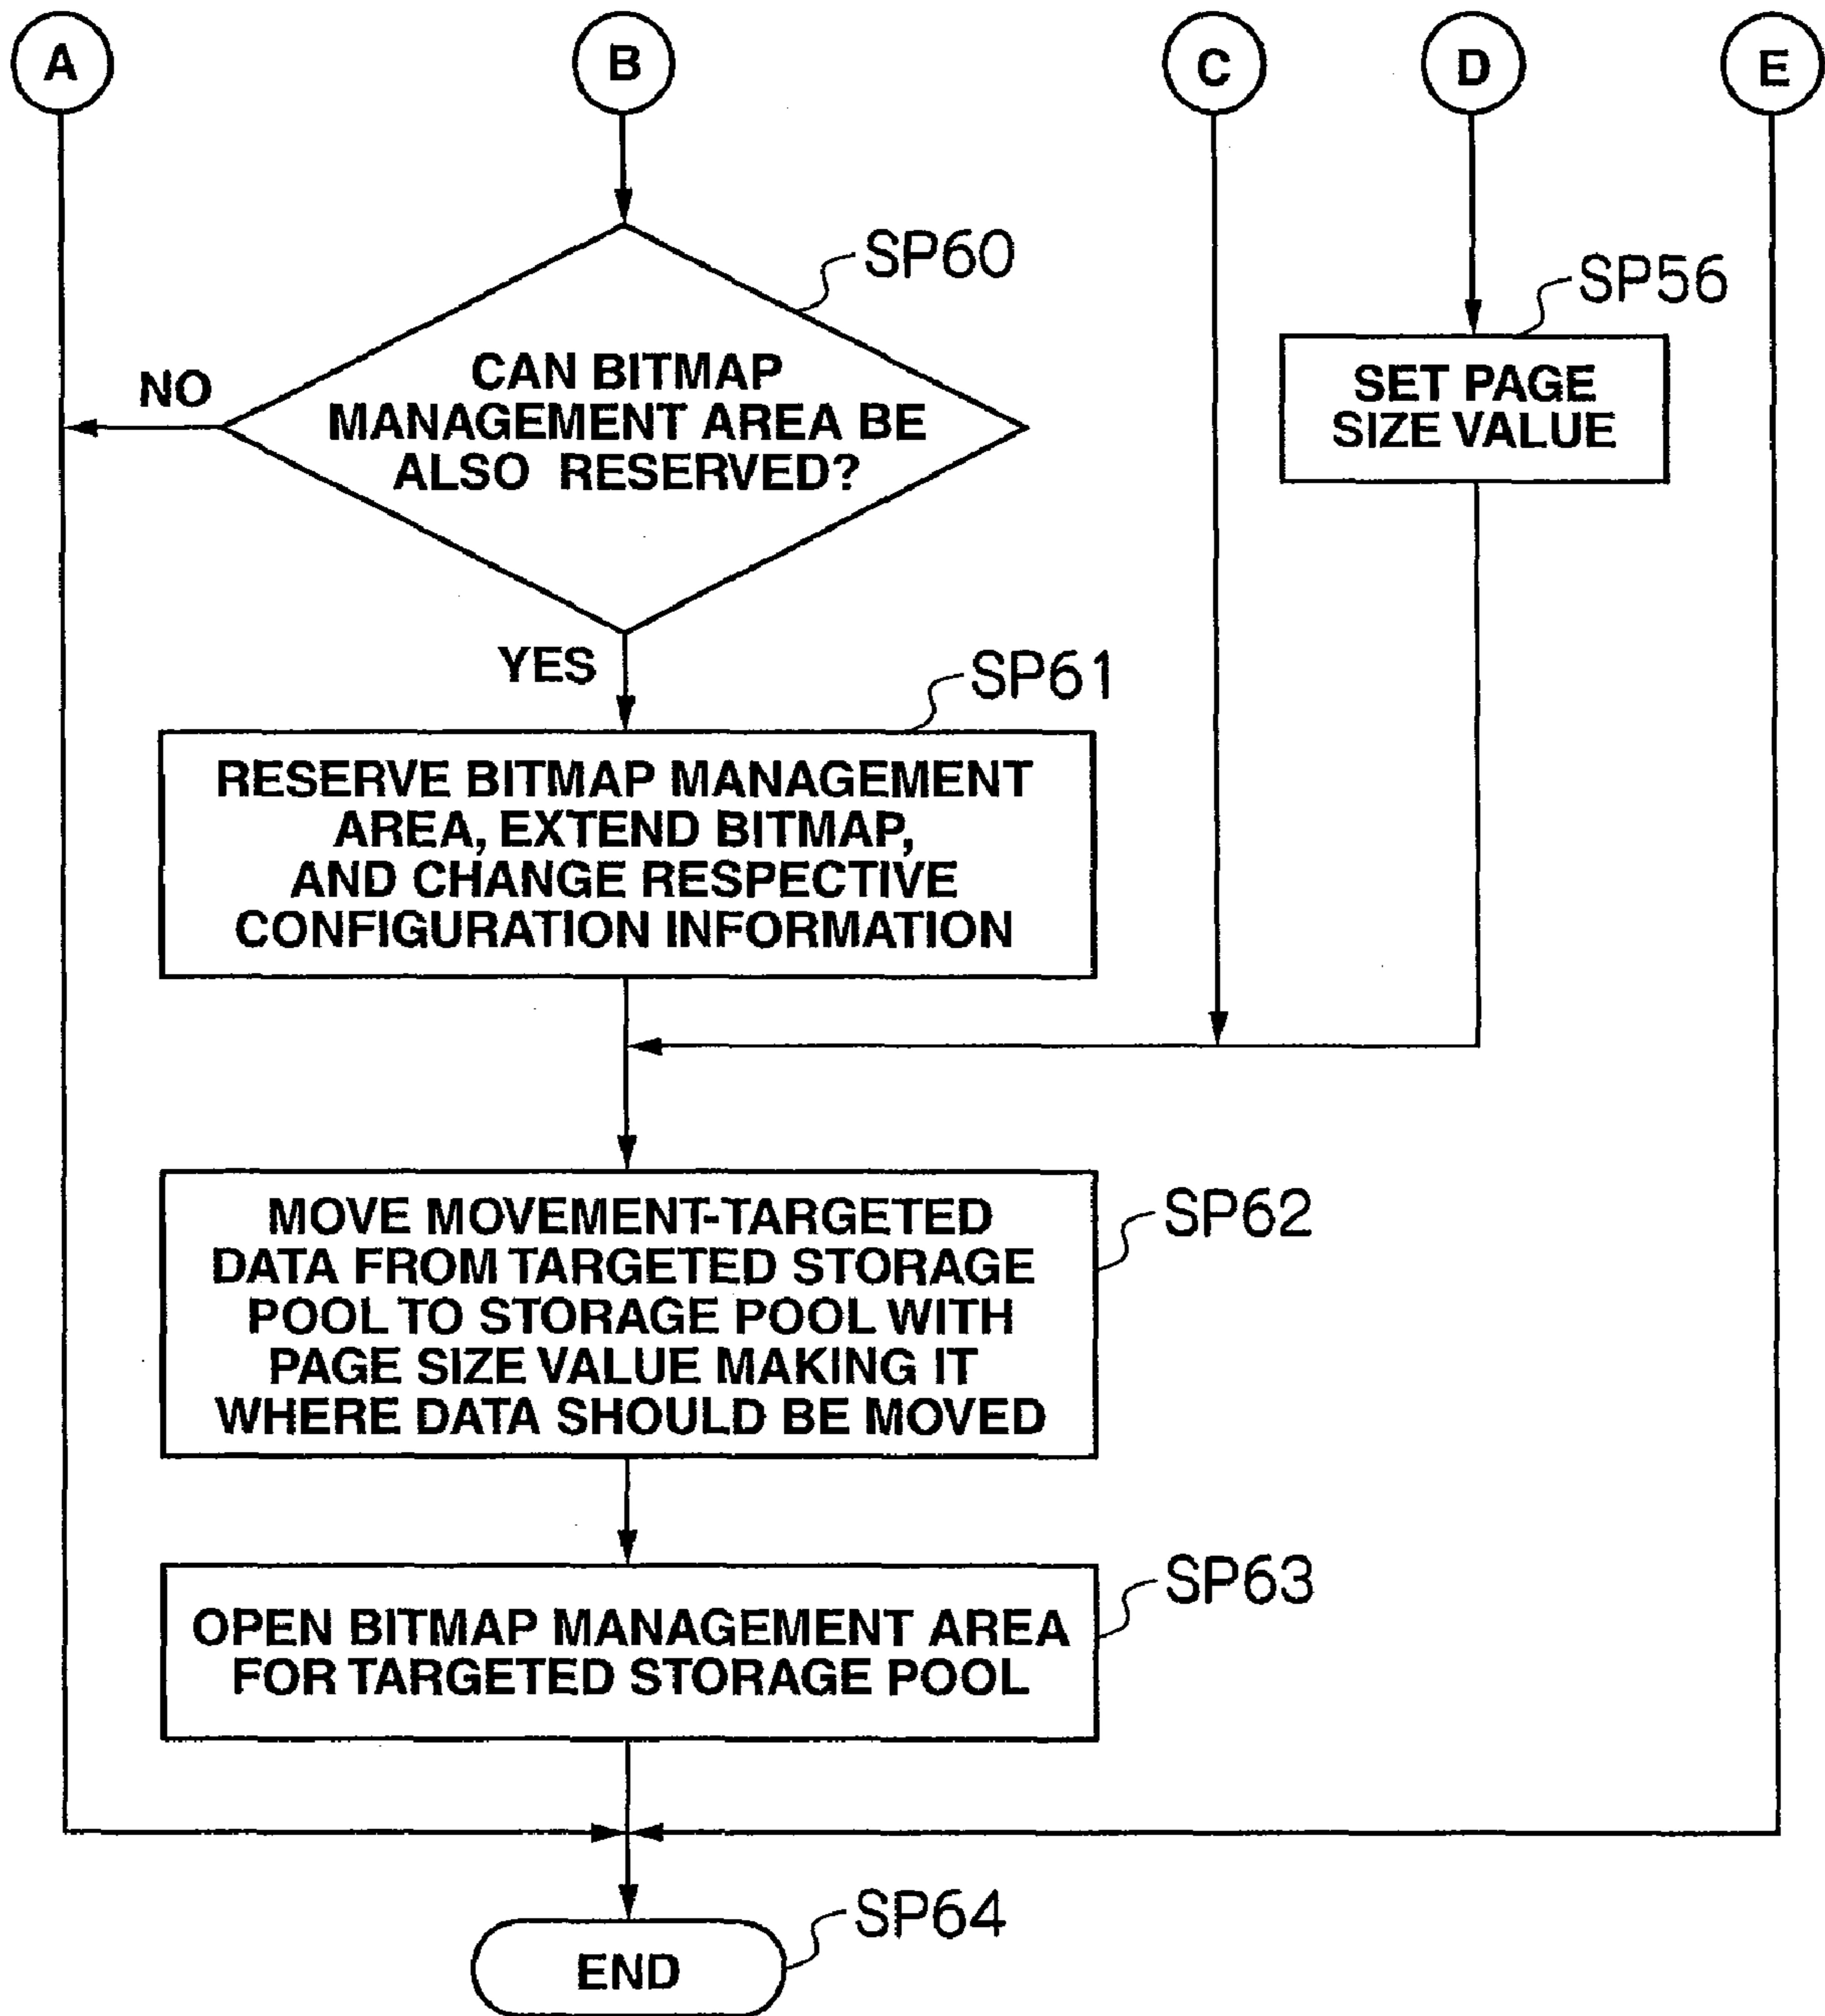 A
B
C
D
E
SP60
SP56
CAN BITMAP
MANAGEMENT AREA BE
ALSO RESERVED?
NO
SET PAGE
SIZE VALUE
YES
SP61
RESERVE BITMAP MANAGEMENT
AREA, EXTEND BITMAP,
AND CHANGE RESPECTIVE
CONFIGURATION INFORMATION
SP62
MOVE MOVEMENT-TARGETED
DATA FROM TARGETED STORAGE
POOL TO STORAGE POOL WITH
PAGE SIZE VALUE MAKING IT
WHERE DATA SHOULD BE MOVED
SP63
OPEN BITMAP MANAGEMENT AREA
FOR TARGETED STORAGE POOL
SP64
END